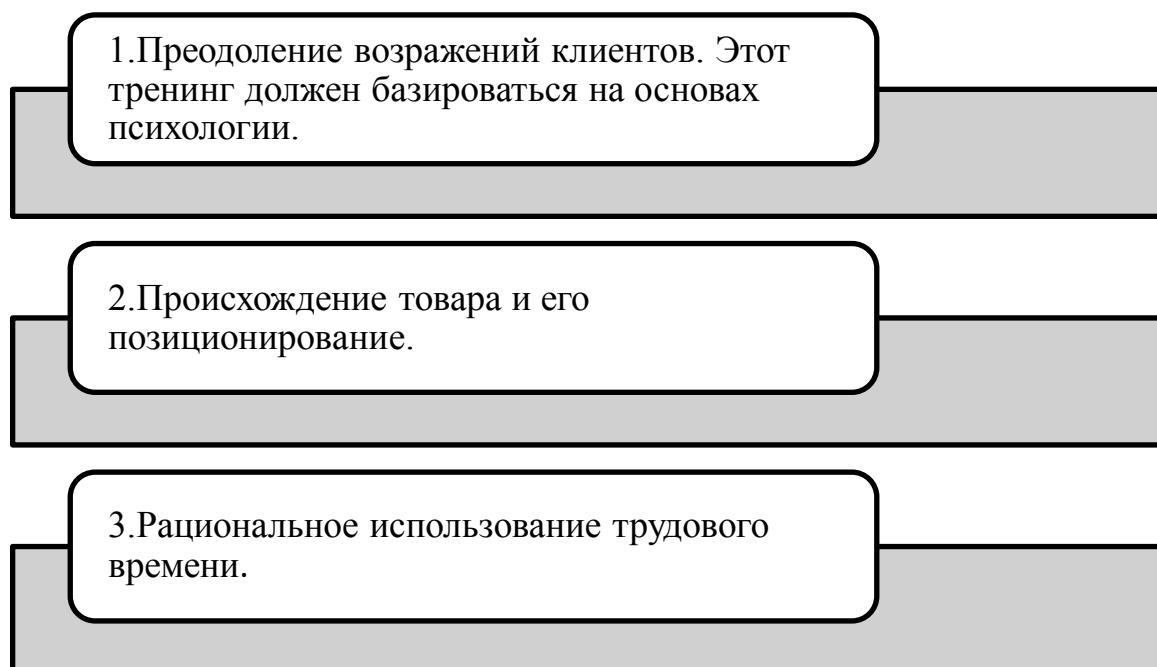 1.Преодоление возражений клиентов. Этот
тренинг должен базироваться на основах
психологии.
2.Происхождение товара и его
позиционирование.
3.Рациональное использование трудового
времени.